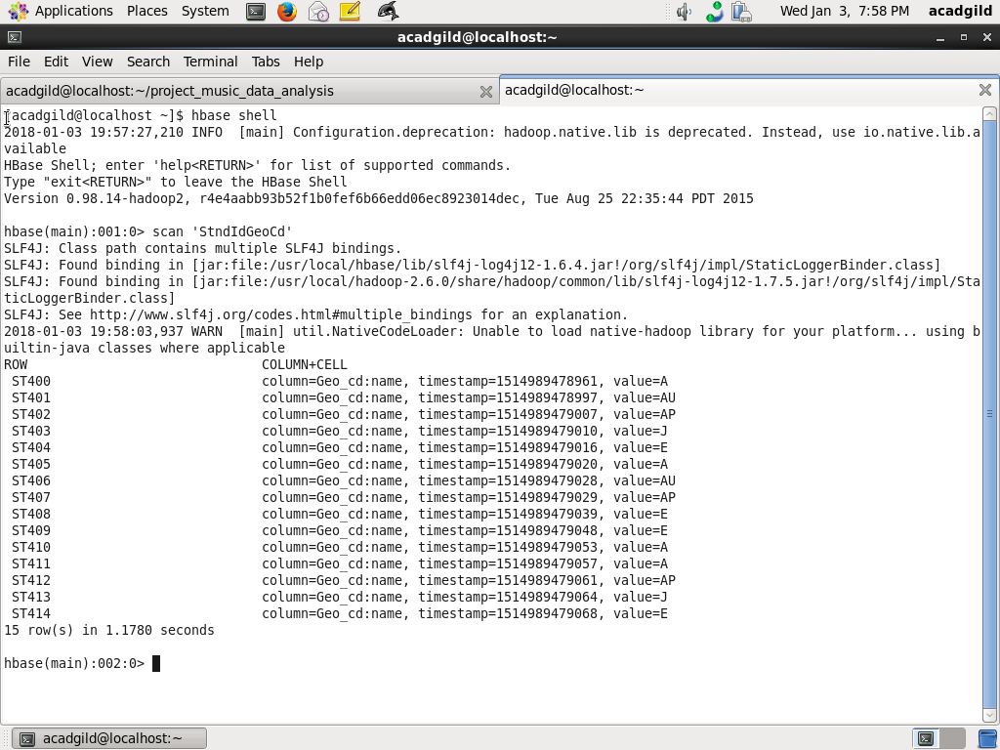 Applications Places System Wed Jan 3, 7:58 PM acadgild
acadgild@localhost:~
File Edit View Search Terminal Tabs Help
acadgild@localhost:~/project_music_data_analysis
acadgild@localhost:~
[acadgild@localhost ~]$ hbase shell
2018-01-03 19:57:27,210 INFO  [main] Configuration.deprecation: hadoop.native.lib is deprecated. Instead, use io.native.lib.a
vailable
HBase Shell; enter 'help<RETURN>' for list of supported commands.
Type "exit<RETURN>" to leave the HBase Shell
Version 0.98.14-hadoop2, r4e4aabb93b52f1b0fef6b66edd06ec8923014dec, Tue Aug 25 22:35:44 PDT 2015
hbase(main):001:0> scan 'StndIdGeoCd'
SLF4J: Class path contains multiple SLF4J bindings.
SLF4J: Found binding in [jar:file:/usr/local/hbase/lib/slf4j-log4j12-1.6.4.jar!/org/slf4j/impl/StaticLoggerBinder.class]
SLF4J: Found binding in [jar:file:/usr/local/hadoop-2.6.0/share/hadoop/common/lib/slf4j-log4j12-1.7.5.jar!/org/slf4j/impl/Sta
ticLoggerBinder.class]
SLF4J: See http://www.slf4j.org/codes.html#multiple_bindings for an explanation.
2018-01-03 19:58:03,937 WARN  [main] util.NativeCodeLoader: Unable to load native-hadoop library for your platform... using b
uiltin-java classes where applicable
ROW COLUMN+CELL
ST400 column=Geo_cd:name, timestamp=1514989478961, value=A
ST401 column=Geo_cd:name, timestamp=1514989478997, value=AU
ST402 column=Geo_cd:name, timestamp=1514989479007, value=AP
ST403 column=Geo_cd:name, timestamp=1514989479010, value=J
ST404 column=Geo_cd:name, timestamp=1514989479016, value=E
ST405 column=Geo_cd:name, timestamp=1514989479020, value=A
ST406 column=Geo_cd:name, timestamp=1514989479028, value=AU
ST407 column=Geo_cd:name, timestamp=1514989479029, value=AP
ST408 column=Geo_cd:name, timestamp=1514989479039, value=E
ST409 column=Geo_cd:name, timestamp=1514989479048, value=E
ST410 column=Geo_cd:name, timestamp=1514989479053, value=A
ST411 column=Geo_cd:name, timestamp=1514989479057, value=A
ST412 column=Geo_cd:name, timestamp=1514989479061, value=AP
ST413 column=Geo_cd:name, timestamp=1514989479064, value=J
ST414 column=Geo_cd:name, timestamp=1514989479068, value=E
15 row(s) in 1.1780 seconds
hbase(main):002:0>
acadgild@localhost:~